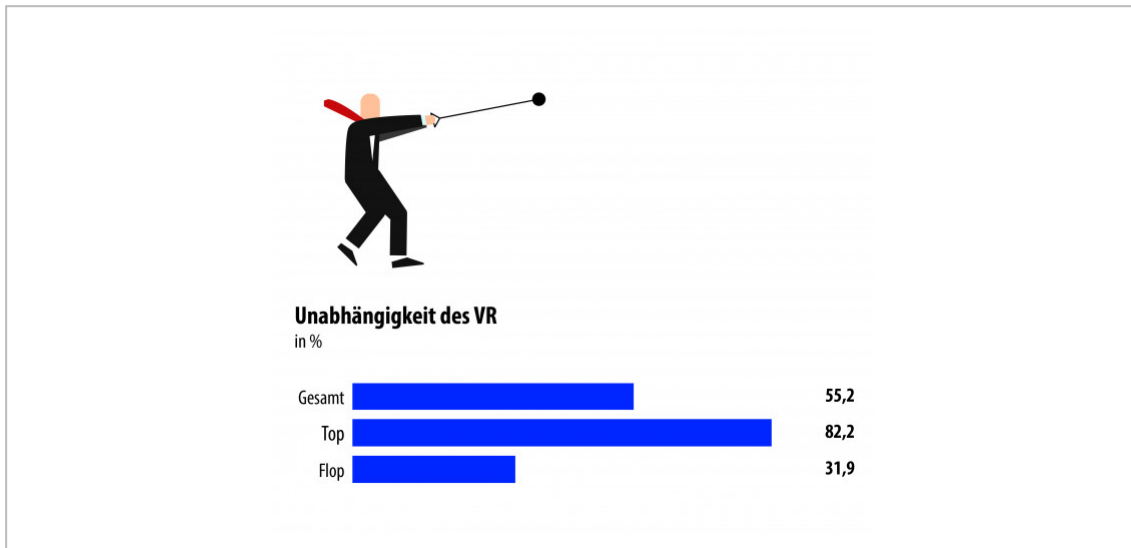 Unabhängigkeit des VR
in %
Gesamt 55,2
Top 82,2
Flop 31,9